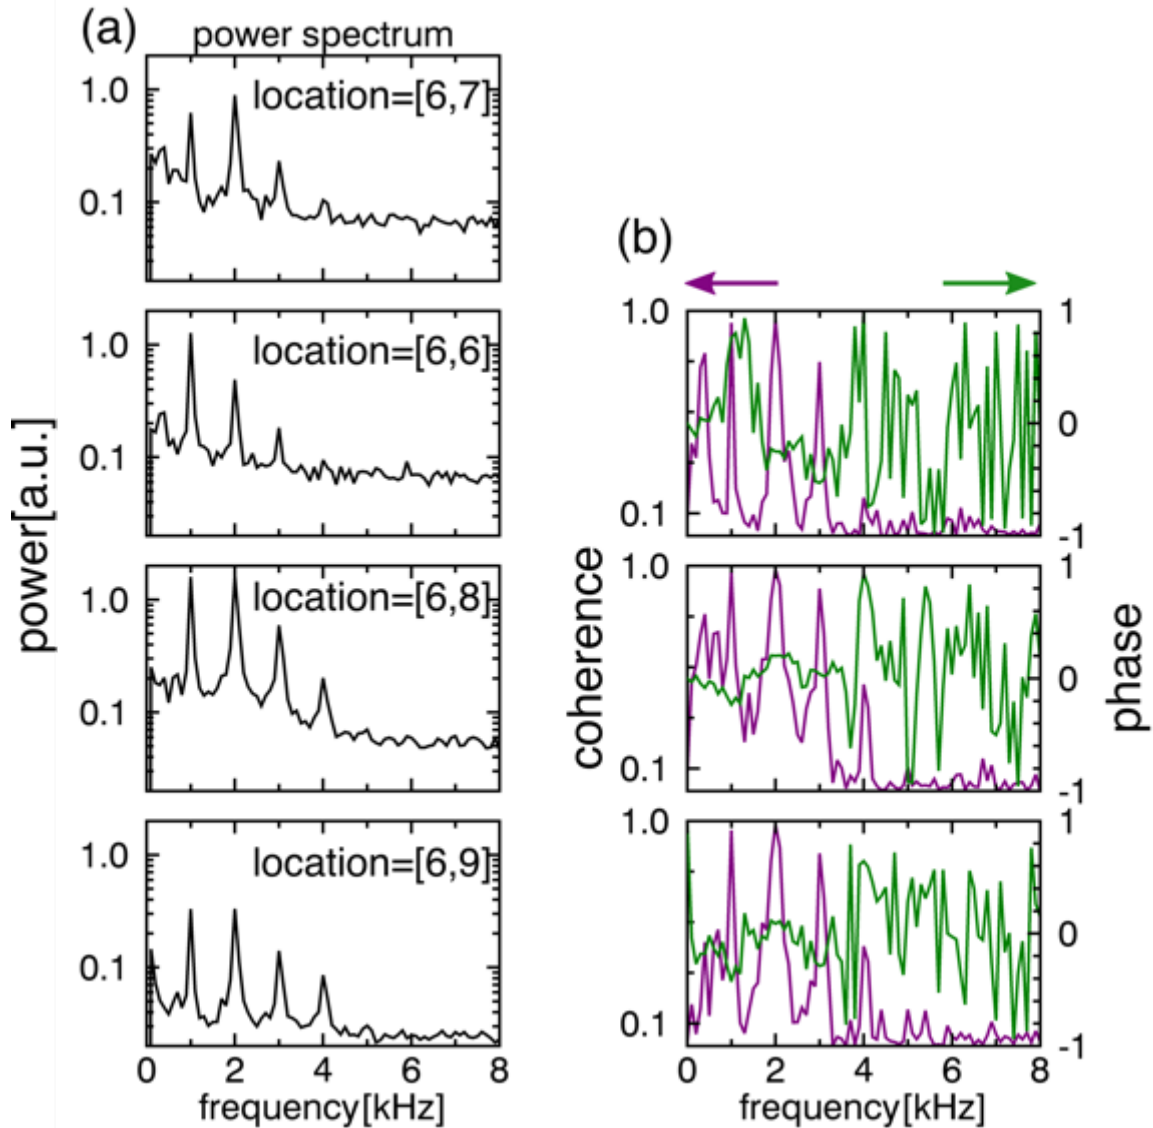 (a)
power spectrum
location=[6,7]
1.0
0.1
location=[6,6]
1.0
0.1
location=[6,8]
1.0
0.1
location=[6,9]
1.0
0.1
0 2 4 6 8
frequency[kHz]
power[a.u.]
(b)
1.0
0.1
1
0
-1
1.0
0.1
1
0
-1
1.0
0.1
1
0
-1
0 2 4 6 8
frequency[kHz]
coherence
phase